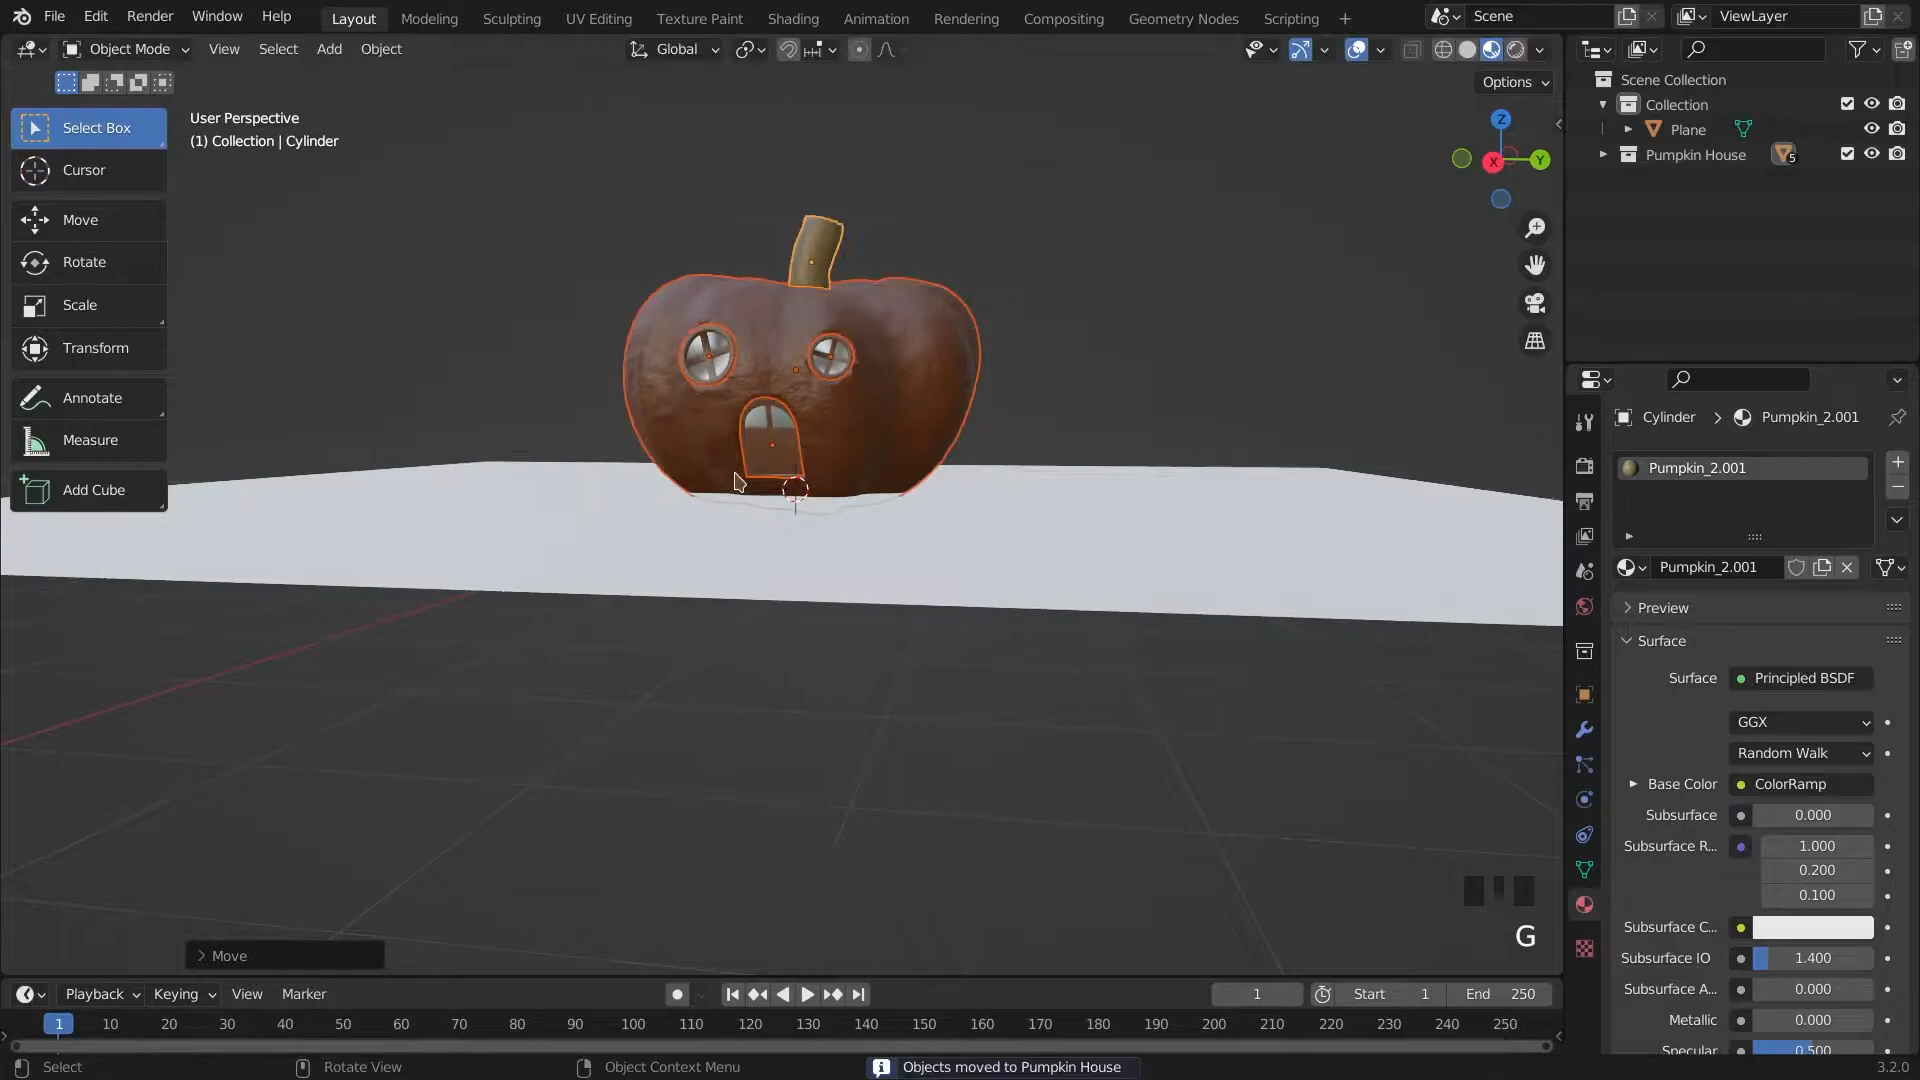 File Edit Render Window Help Layout Modeling Sculpting UV Editing Texture Paint Shading Animation Rendering Compositing Geometry Nodes Scripting + Scene ViewLayer
Object Mode View Select Add Object Global
Options
User Perspective
(1) Collection | Cylinder
Select Box
Cursor
Move
Rotate
Scale
Transform
Annotate
Measure
Add Cube
Z
X
Y
Scene Collection
Collection
Plane
Pumpkin House 5
Cylinder > Pumpkin_2.001
Pumpkin_2.001
Pumpkin_2.001
Preview
Surface
Surface Principled BSDF
GGX
Random Walk
Base Color ColorRamp
Subsurface 0.000
Subsurface R... 1.000
0.200
0.100
Subsurface C...
Subsurface IO 1.400
Subsurface A... 0.000
Metallic 0.000
Specular 0.500
G
Move
Playback Keying View Marker 1 Start 1 End 250
1 10 20 30 40 50 60 70 80 90 100 110 120 130 140 150 160 170 180 190 200 210 220 230 240 250
Select Rotate View Object Context Menu Objects moved to Pumpkin House 3.2.0